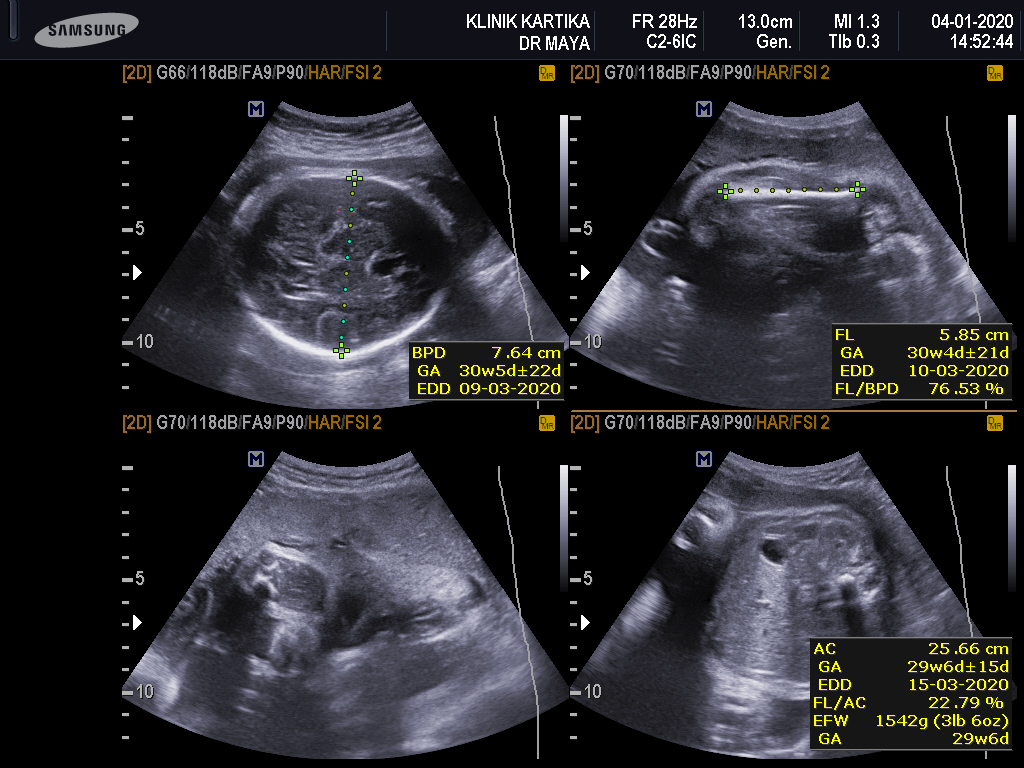 SAMSUNG
KLINIK KARTIKA
DR MAYA
FR 28Hz
C2-6IC
13.0cm
Gen.
MI 1.3
TIb 0.3
04-01-2020
14:52:44
[2D] G66/118dB/FA9/P90/HAR/FSI 2
M
5
10
BPD 7.64 cm
GA 30w5d±22d
EDD 09-03-2020
[2D] G70/118dB/FA9/P90/HAR/FSI 2
M
5
10
FL 5.85 cm
GA 30w4d±21d
EDD 10-03-2020
FL/BPD 76.53 %
[2D] G70/118dB/FA9/P90/HAR/FSI 2
M
5
10
[2D] G70/118dB/FA9/P90/HAR/FSI 2
M
5
10
AC 25.66 cm
GA 29w6d±15d
EDD 15-03-2020
FL/AC 22.79 %
EFW 1542g (3lb 6oz)
GA 29w6d